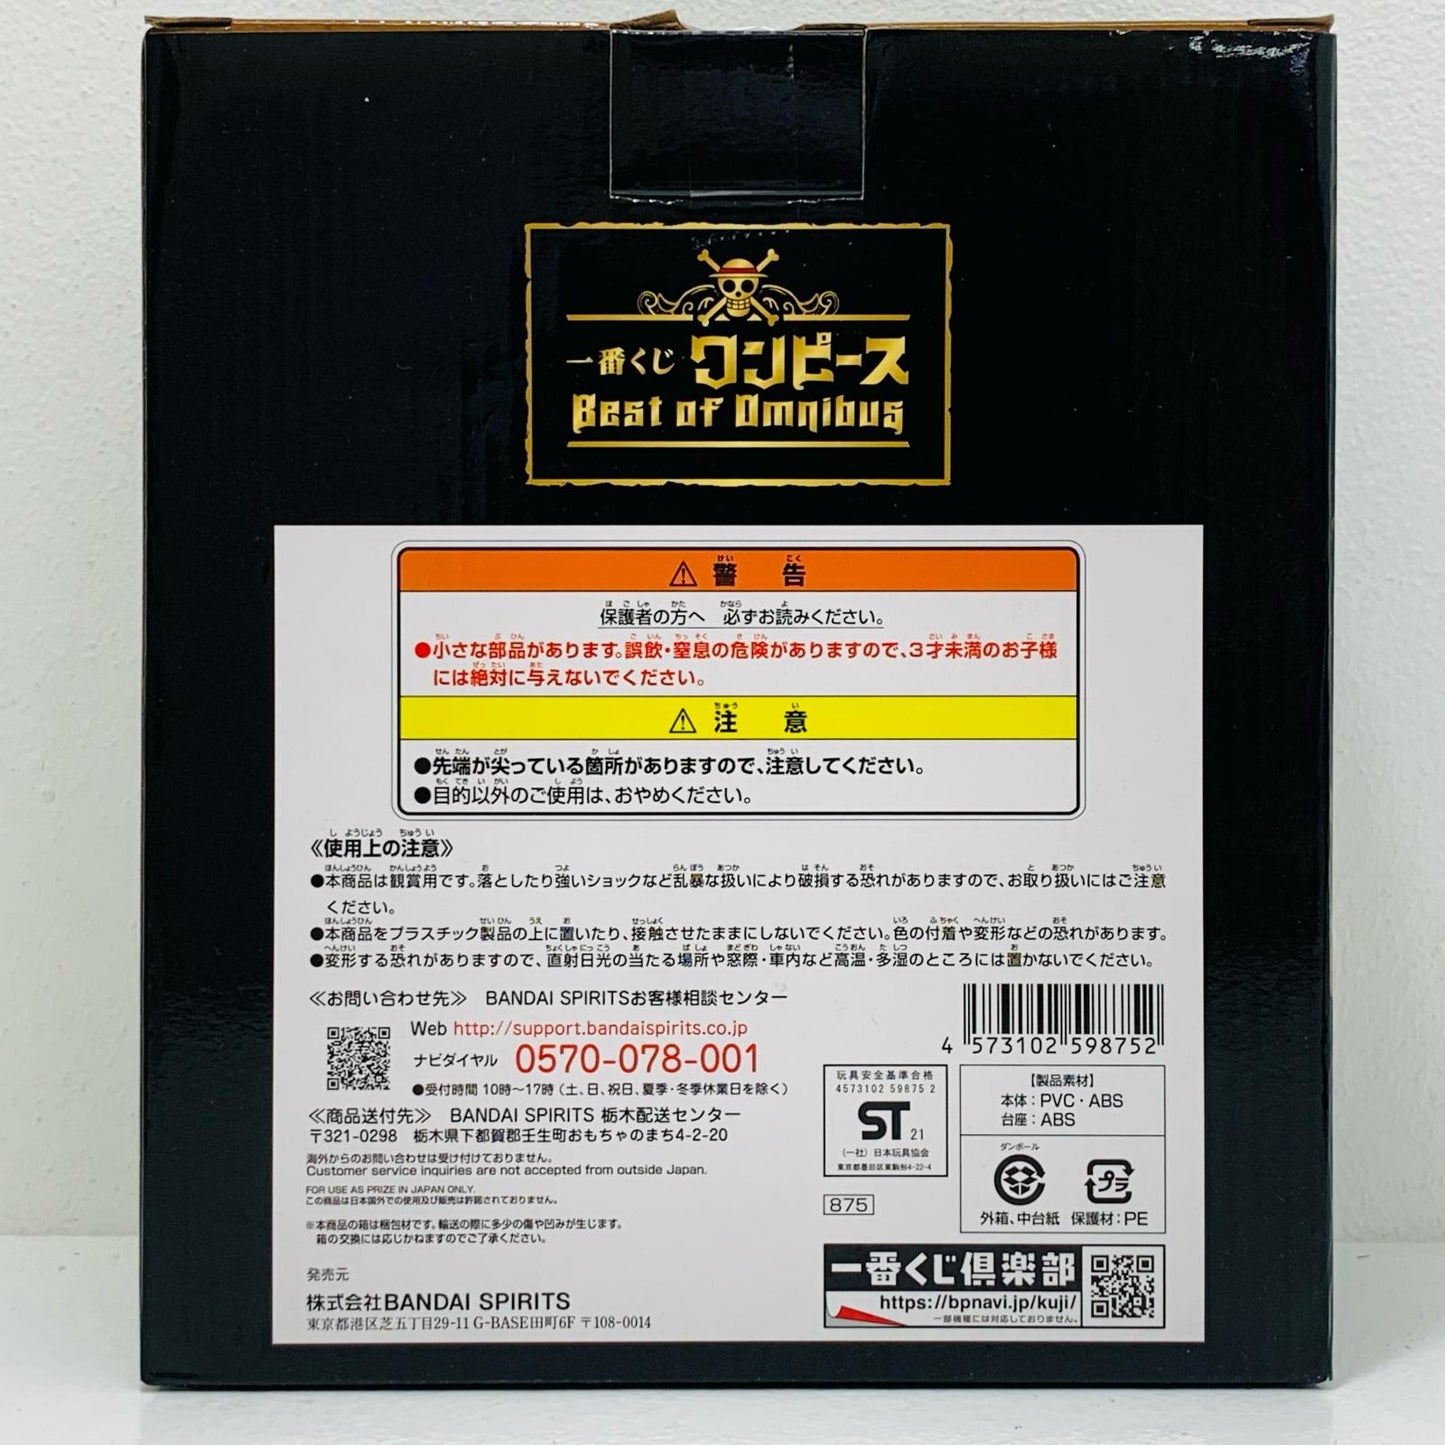 一番くじ ワンピース
Best of Omnibus
⚠ 警告
保護者の方へ 必ずお読みください。
●小さな部品があります。誤飲・窒息の危険がありますので、3才未満のお子様
には絶対に与えないでください。
⚠ 注意
●先端が尖っている箇所がありますので、注意してください。
●目的以外のご使用は、おやめください。
《使用上の注意》
●本商品は観賞用です。落としたり強いショックなど乱暴な扱いにより破損する恐れがありますので、お取り扱いにはご注意
ください。
●本商品をプラスチック製品の上に置いたり、接触させたままにしないでください。色の付着や変形などの恐れがあります。
●変形する恐れがありますので、直射日光の当たる場所や窓際・車内など高温・多湿のところには置かないでください。
≪お問い合わせ先≫ BANDAI SPIRITSお客様相談センター
Web http://support.bandaispirits.co.jp
ナビダイヤル 0570-078-001
●受付時間 10時～17時 (土、日、祝日、夏季・冬季休業日を除く)
≪商品送付先≫ BANDAI SPIRITS 栃木配送センター
〒321-0298 栃木県下都賀郡壬生町おもちゃのまち4-2-20
海外からのお問い合わせは受け付けておりません。
Customer service inquiries are not accepted from outside Japan.
FOR USE AS PRIZE IN JAPAN ONLY.
この商品は日本国外での使用及び販売は許諾されておりません。
※本商品の箱は梱包材です。輸送の際に多少の傷や凹みが生じます。
箱の交換には応じかねますのでご了承ください。
発売元
株式会社BANDAI SPIRITS
東京都港区芝五丁目29-11 G-BASE田町6F 〒108-0014
4 573102 598752
玩具安全基準合格
4573102 59875 2
ST 21
(一社) 日本玩具協会
東京都墨田区東駒形4-22-4
875
【製品素材】
本体：PVC・ABS
台座：ABS
ダンボール
プラ
外箱、中台紙 保護材：PE
一番くじ倶楽部
https://bpnavi.jp/kuji/
一部機種には対応しておりません。